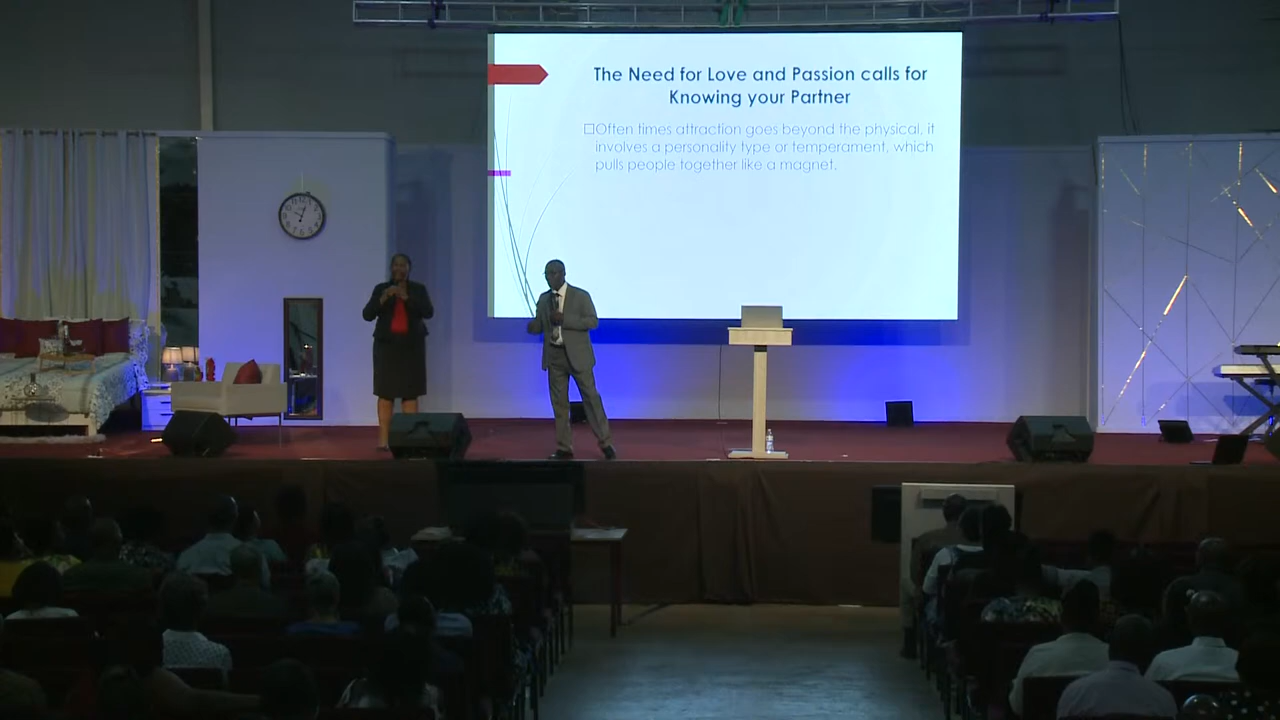 The Need for Love and Passion calls for
Knowing your Partner
Often times attraction goes beyond the physical, it
involves a personality type or temperament, which
pulls people together like a magnet.